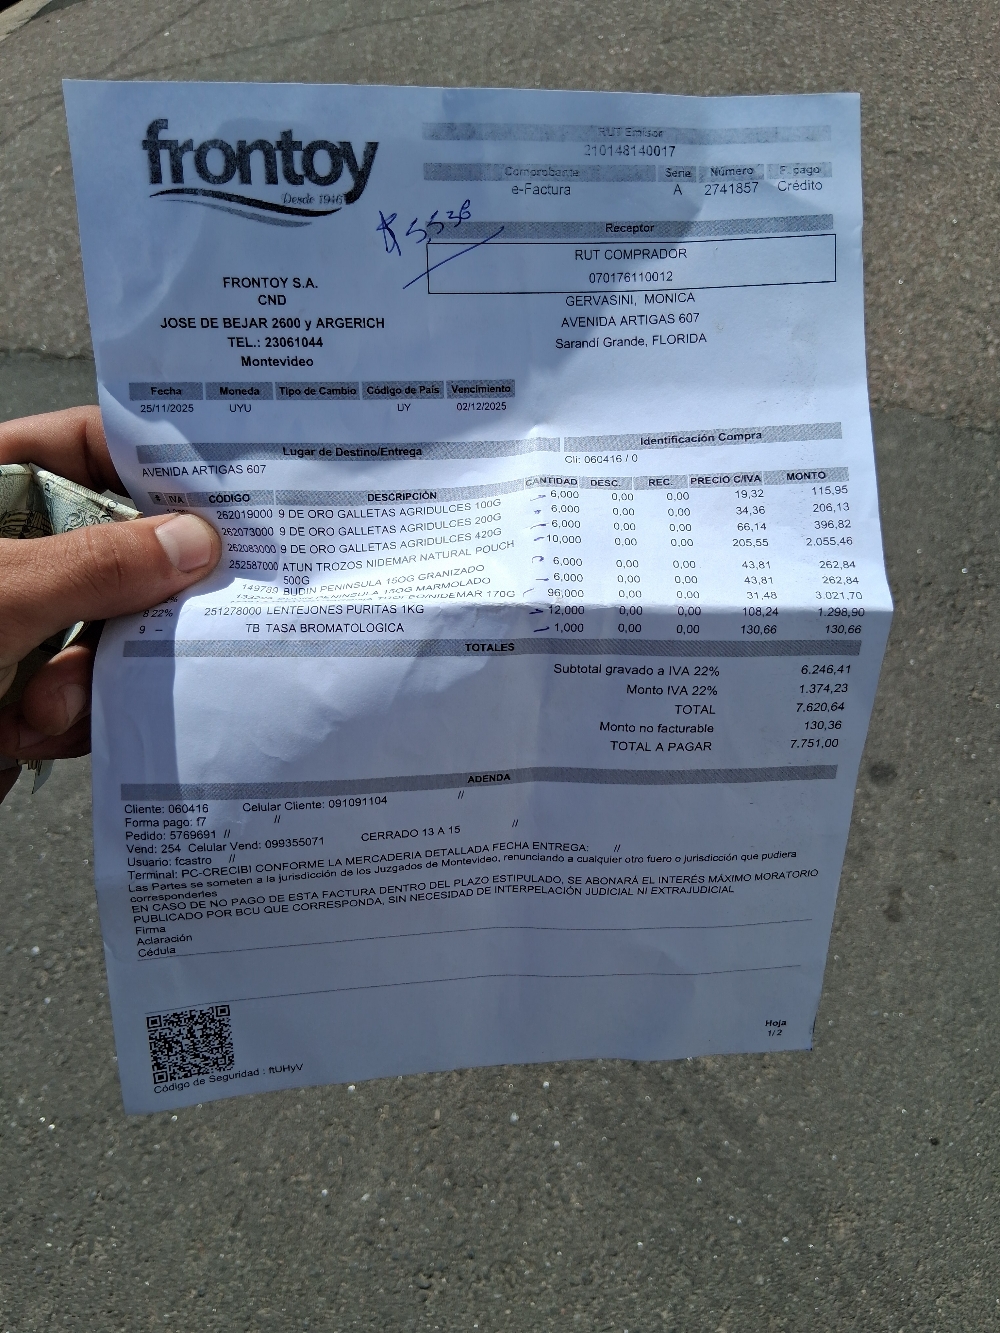 frontoy
Desde 1946
RUT Emisor
210148140017
Comprobante Serie Número F. pago
e-Factura A 2741857 Crédito
$ 5536
Receptor
RUT COMPRADOR
070176110012
GERVASINI, MONICA
AVENIDA ARTIGAS 607
Sarandí Grande, FLORIDA
FRONTOY S.A.
CND
JOSE DE BEJAR 2600 y ARGERICH
TEL.: 23061044
Montevideo
Fecha Moneda Tipo de Cambio Código de País Vencimiento
25/11/2025 UYU UY 02/12/2025
Lugar de Destino/Entrega Identificación Compra
AVENIDA ARTIGAS 607 Cli: 060416 / 0
# IVA CÓDIGO DESCRIPCIÓN CANTIDAD DESC. REC. PRECIO C/IVA MONTO
262019000 9 DE ORO GALLETAS AGRIDULCES 100G 6,000 0,00 0,00 19,32 115,95
262073000 9 DE ORO GALLETAS AGRIDULCES 200G 6,000 0,00 0,00 34,36 206,13
262083000 9 DE ORO GALLETAS AGRIDULCES 420G 6,000 0,00 0,00 66,14 396,82
252587000 ATUN TROZOS NIDEMAR NATURAL POUCH 10,000 0,00 0,00 205,55 2.055,46
500G
149789 BUDIN PENINSULA 150G GRANIZADO 6,000 0,00 0,00 43,81 262,84
PENINSULA 150G MARMOLADO 6,000 0,00 0,00 43,81 262,84
NIDEMAR 170G 96,000 0,00 0,00 31,48 3.021,70
8 22% 251278000 LENTEJONES PURITAS 1KG 12,000 0,00 0,00 108,24 1.298,90
9 – TB TASA BROMATOLOGICA 1,000 0,00 0,00 130,66 130,66
TOTALES
Subtotal gravado a IVA 22% 6.246,41
Monto IVA 22% 1.374,23
TOTAL 7.620,64
Monto no facturable 130,36
TOTAL A PAGAR 7.751,00
ADENDA
Cliente: 060416 Celular Cliente: 091091104 //
Forma pago: f7 //
Pedido: 5769691 //
Vend: 254 Celular Vend: 099355071 CERRADO 13 A 15 //
Usuario: fcastro //
Terminal: PC-CRECIBI CONFORME LA MERCADERIA DETALLADA FECHA ENTREGA: //
Las Partes se someten a la jurisdicción de los Juzgados de Montevideo, renunciando a cualquier otro fuero o jurisdicción que pudiera
corresponderles
EN CASO DE NO PAGO DE ESTA FACTURA DENTRO DEL PLAZO ESTIPULADO, SE ABONARÁ EL INTERÉS MÁXIMO MORATORIO
PUBLICADO POR BCU QUE CORRESPONDA, SIN NECESIDAD DE INTERPELACIÓN JUDICIAL NI EXTRAJUDICIAL
Firma
Aclaración
Cédula
Hoja
1/2
Código de Seguridad : ftUHyV